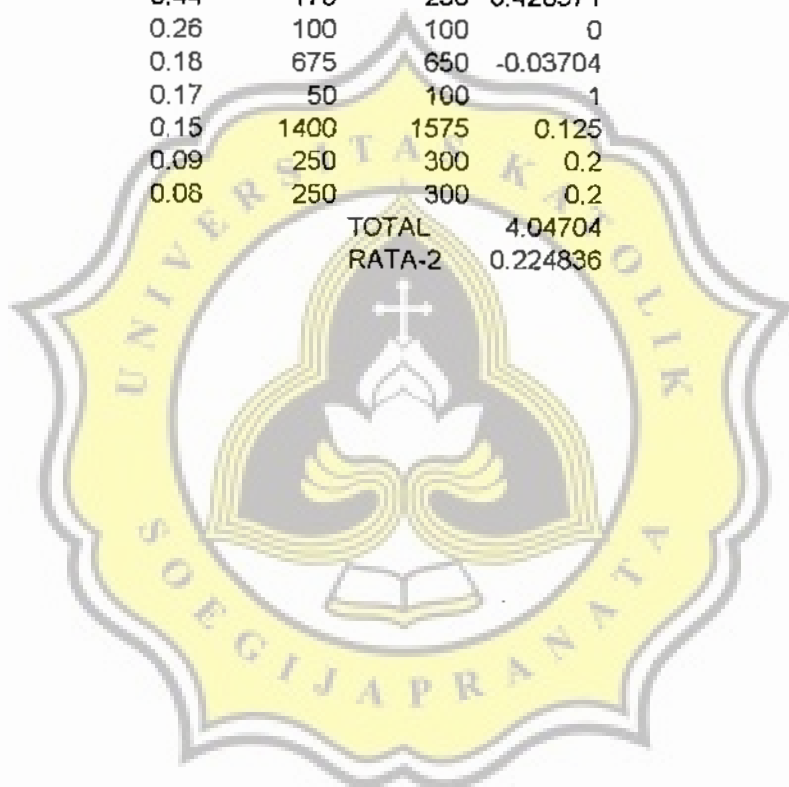 0.26 100 100 0
0.18 675 650 -0.03704
0.17 50 100 1
0.15 1400 1575 0.125
0.09 250 300 0.2
0.08 250 300 0.2
TOTAL 4.04704
RATA-2 0.224836
UNIVERSITAS KATOLIK
SOEGIJAPRANATA